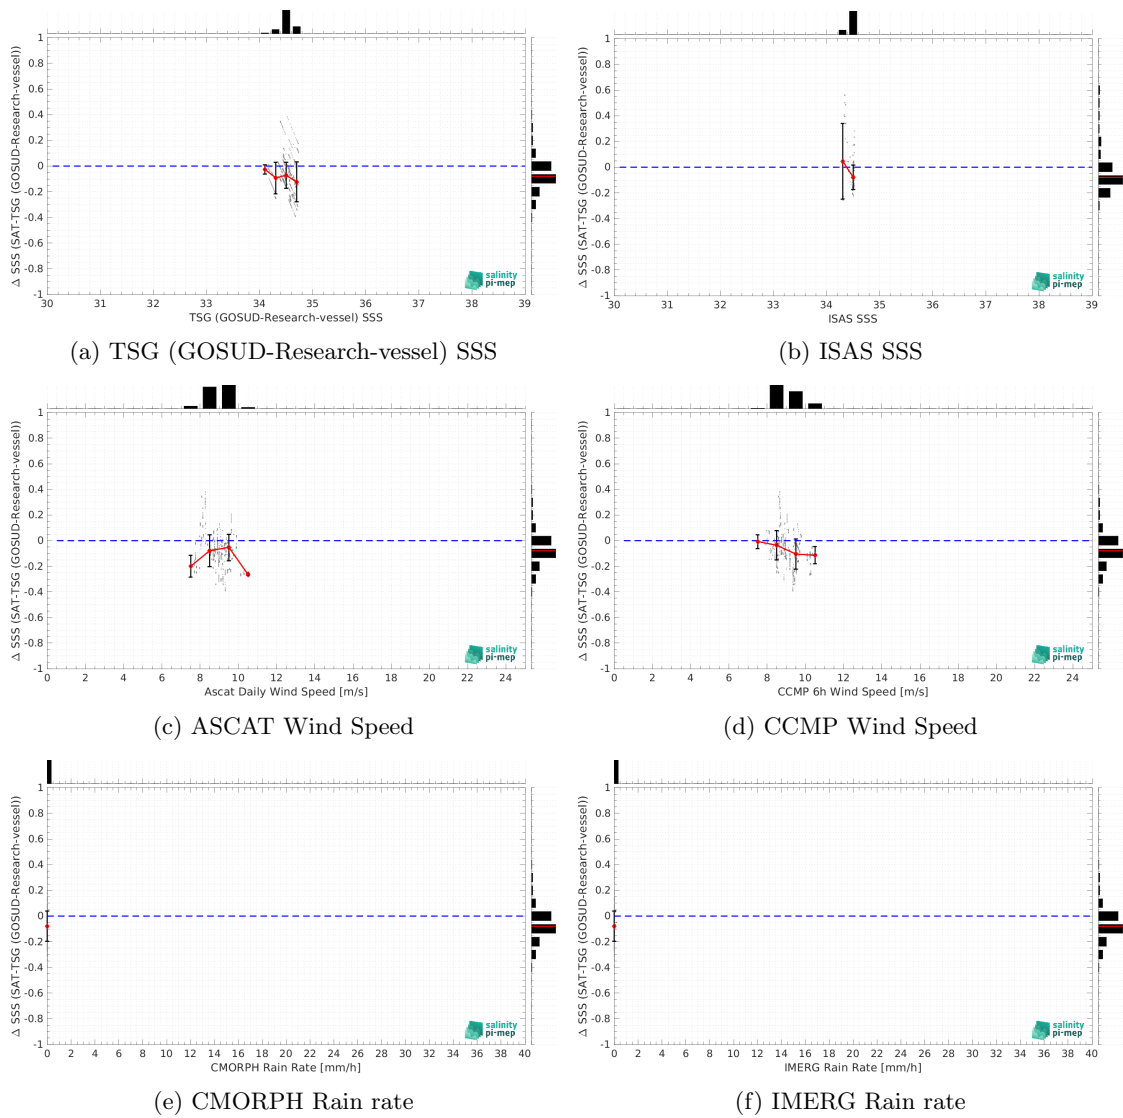 1
0.8
0.6
0.4
0.2
0
-0.2
-0.4
-0.6
-0.8
-1
Δ SSS (SAT-TSG (GOSUD-Research-vessel))
30 31 32 33 34 35 36 37 38 39
TSG (GOSUD-Research-vessel) SSS
salinity
pi-mep
(a) TSG (GOSUD-Research-vessel) SSS
1
0.8
0.6
0.4
0.2
0
-0.2
-0.4
-0.6
-0.8
-1
Δ SSS (SAT-TSG (GOSUD-Research-vessel))
30 31 32 33 34 35 36 37 38 39
ISAS SSS
salinity
pi-mep
(b) ISAS SSS
1
0.8
0.6
0.4
0.2
0
-0.2
-0.4
-0.6
-0.8
-1
Δ SSS (SAT-TSG (GOSUD-Research-vessel))
0 2 4 6 8 10 12 14 16 18 20 22 24
Ascat Daily Wind Speed [m/s]
salinity
pi-mep
(c) ASCAT Wind Speed
1
0.8
0.6
0.4
0.2
0
-0.2
-0.4
-0.6
-0.8
-1
Δ SSS (SAT-TSG (GOSUD-Research-vessel))
0 2 4 6 8 10 12 14 16 18 20 22 24
CCMP 6h Wind Speed [m/s]
salinity
pi-mep
(d) CCMP Wind Speed
1
0.8
0.6
0.4
0.2
0
-0.2
-0.4
-0.6
-0.8
-1
Δ SSS (SAT-TSG (GOSUD-Research-vessel))
0 2 4 6 8 10 12 14 16 18 20 22 24 26 28 30 32 34 36 38 40
CMORPH Rain Rate [mm/h]
salinity
pi-mep
(e) CMORPH Rain rate
1
0.8
0.6
0.4
0.2
0
-0.2
-0.4
-0.6
-0.8
-1
Δ SSS (SAT-TSG (GOSUD-Research-vessel))
0 2 4 6 8 10 12 14 16 18 20 22 24 26 28 30 32 34 36 38 40
IMERG Rain Rate [mm/h]
salinity
pi-mep
(f) IMERG Rain rate